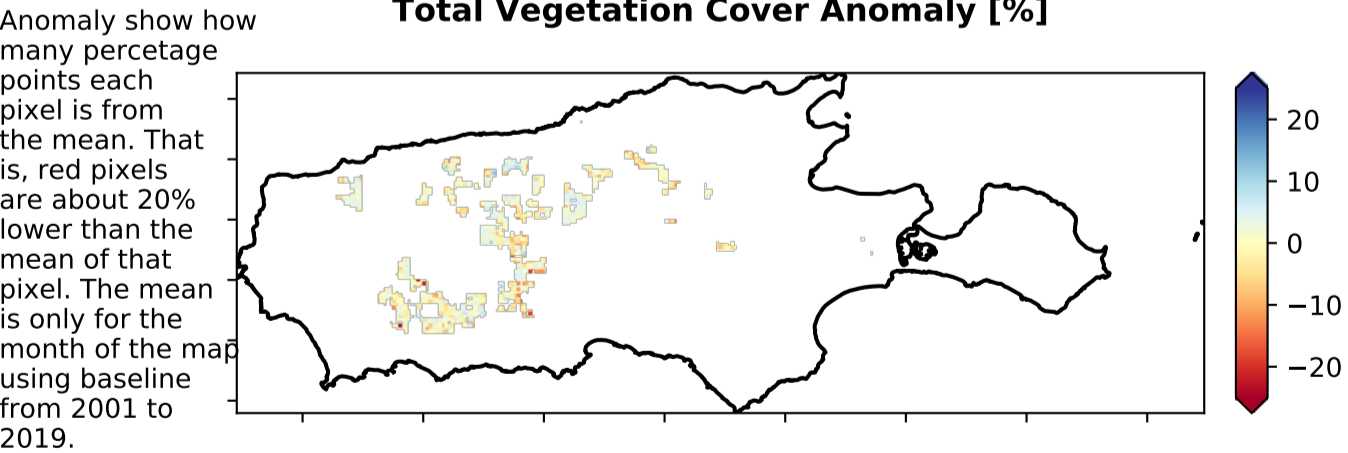 Total Vegetation Cover Anomaly [%]
Anomaly show how
many percetage
points each
pixel is from
the mean. That
is, red pixels
are about 20%
lower than the
mean of that
pixel. The mean
is only for the
month of the map
using baseline
from 2001 to
2019.
20
10
0
−10
−20